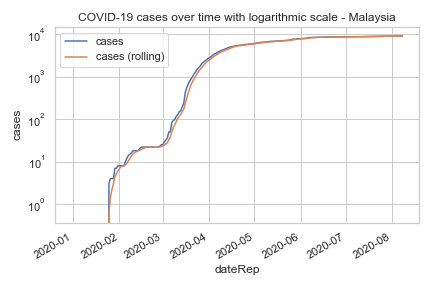 COVID-19 cases over time with logarithmic scale - Malaysia
cases
cases (rolling)
10⁴
10³
10²
10¹
10⁰
cases
2020-01
2020-02
2020-03
2020-04
2020-05
2020-06
2020-07
2020-08
dateRep